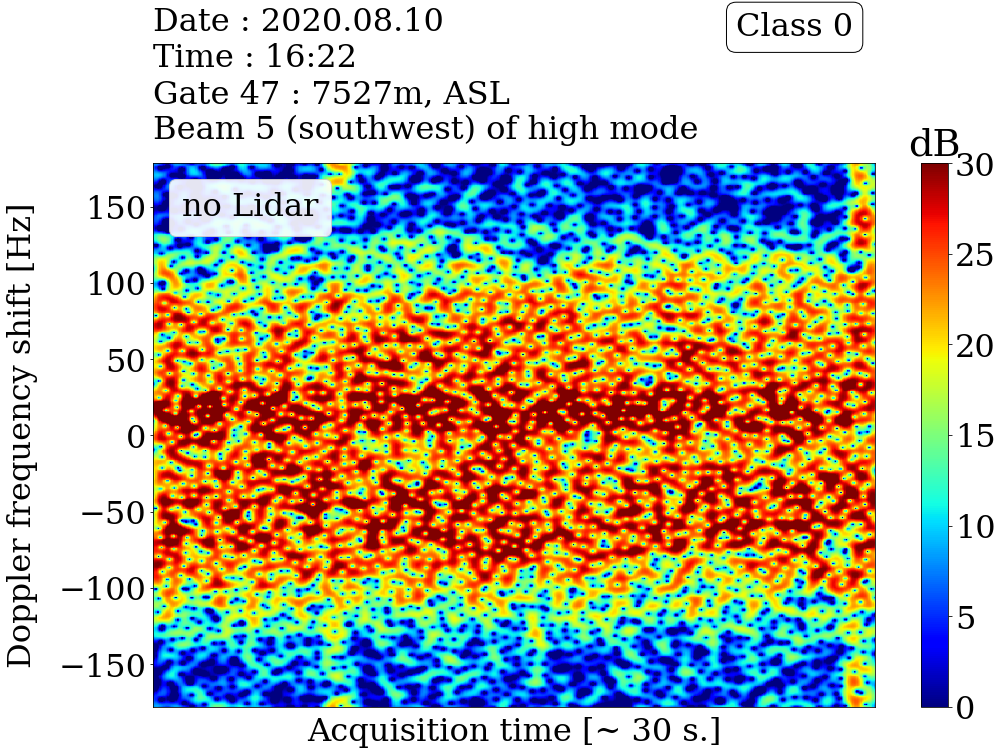 Date : 2020.08.10
Time : 16:22
Gate 47 : 7527m, ASL
Beam 5 (southwest) of high mode
Class 0
dB
no Lidar
Doppler frequency shift [Hz]
150
100
50
0
−50
−100
−150
30
25
20
15
10
5
0
Acquisition time [~ 30 s.]